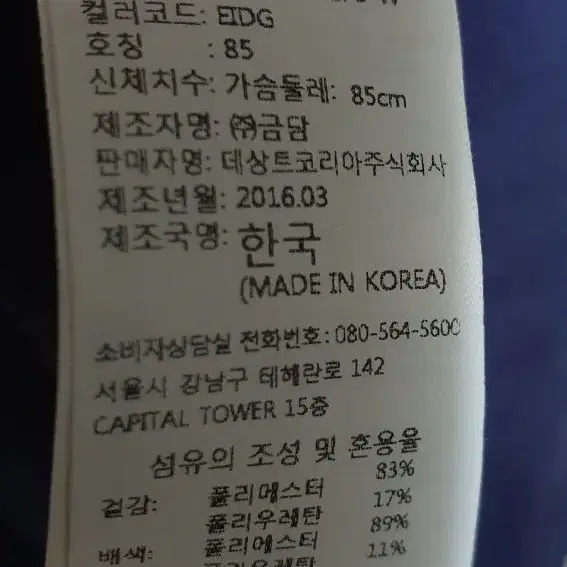 컬러코드: EIDG
호칭 : 85
신체치수: 가슴둘레: 85cm
제조자명: ㈜금담
판매자명: 데상트코리아주식회사
제조년월: 2016.03
제조국명: 한국
(MADE IN KOREA)
소비자상담실 전화번호: 080-564-5600
서울시 강남구 테헤란로 142
CAPITAL TOWER 15층
섬유의 조성 및 혼용율
겉감: 폴리에스터 83%
폴리우레탄 17%
배색: 폴리에스터 89%
폴리우레탄 11%